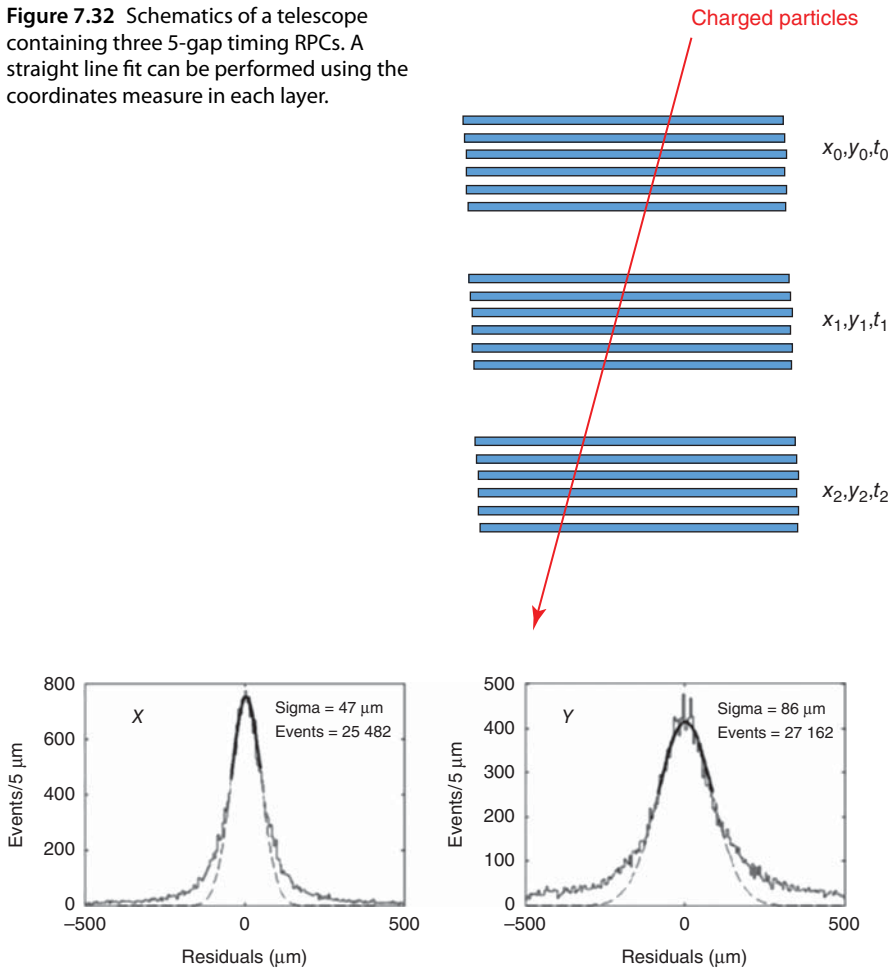 Figure 7.32 Schematics of a telescope
containing three 5-gap timing RPCs. A
straight line fit can be performed using the
coordinates measure in each layer.
Charged particles
x₀,y₀,t₀
x₁,y₁,t₁
x₂,y₂,t₂
800
600
400
200
0
Events/5 μm
X
Sigma = 47 μm
Events = 25 482
−500
0
500
Residuals (μm)
500
400
300
200
100
0
Events/5 μm
Y
Sigma = 86 μm
Events = 27 162
−500
0
500
Residuals (μm)